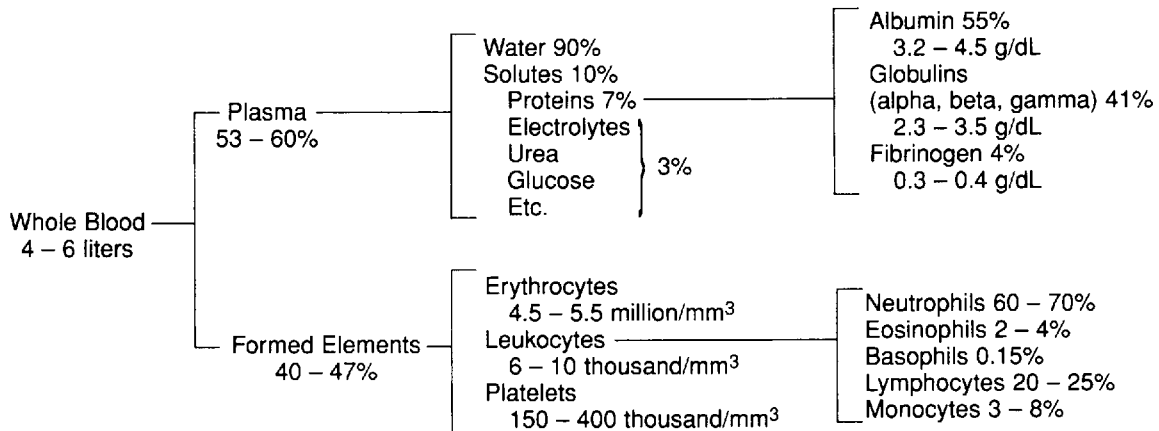 Whole Blood
4 – 6 liters
Plasma
53 – 60%
Water 90%
Solutes 10%
Proteins 7%
Electrolytes
Urea
Glucose
Etc.
3%
Albumin 55%
3.2 – 4.5 g/dL
Globulins
(alpha, beta, gamma) 41%
2.3 – 3.5 g/dL
Fibrinogen 4%
0.3 – 0.4 g/dL
Formed Elements
40 – 47%
Erythrocytes
4.5 – 5.5 million/mm³
Leukocytes
6 – 10 thousand/mm³
Platelets
150 – 400 thousand/mm³
Neutrophils 60 – 70%
Eosinophils 2 – 4%
Basophils 0.15%
Lymphocytes 20 – 25%
Monocytes 3 – 8%